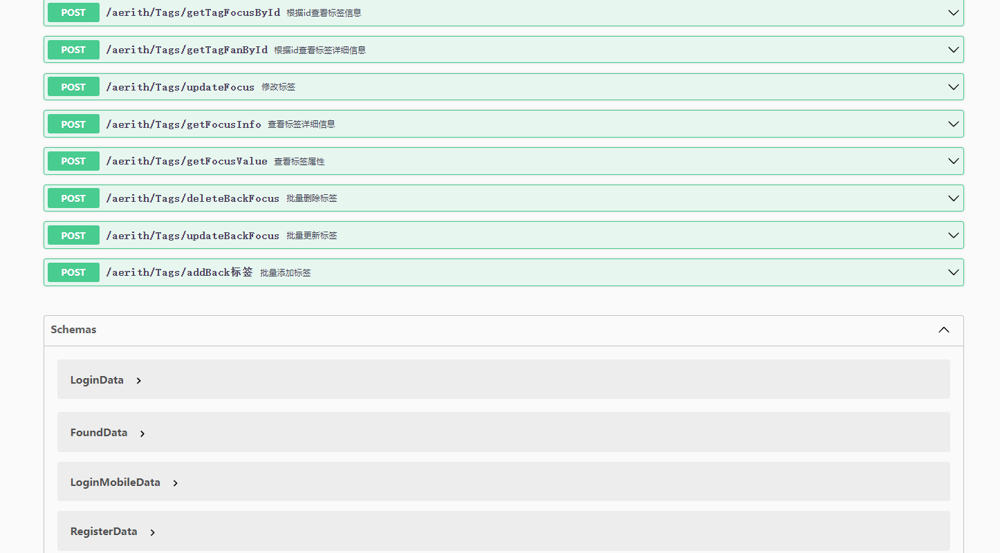 POST /aerith/Tags/getTagFocusById 根据id查看标签信息
POST /aerith/Tags/getTagFanById 根据id查看标签详细信息
POST /aerith/Tags/updateFocus 修改标签
POST /aerith/Tags/getFocusInfo 查看标签详细信息
POST /aerith/Tags/getFocusValue 查看标签属性
POST /aerith/Tags/deleteBackFocus 批量删除标签
POST /aerith/Tags/updateBackFocus 批量更新标签
POST /aerith/Tags/addBack标签 批量添加标签
Schemas
LoginData
FoundData
LoginMobileData
RegisterData